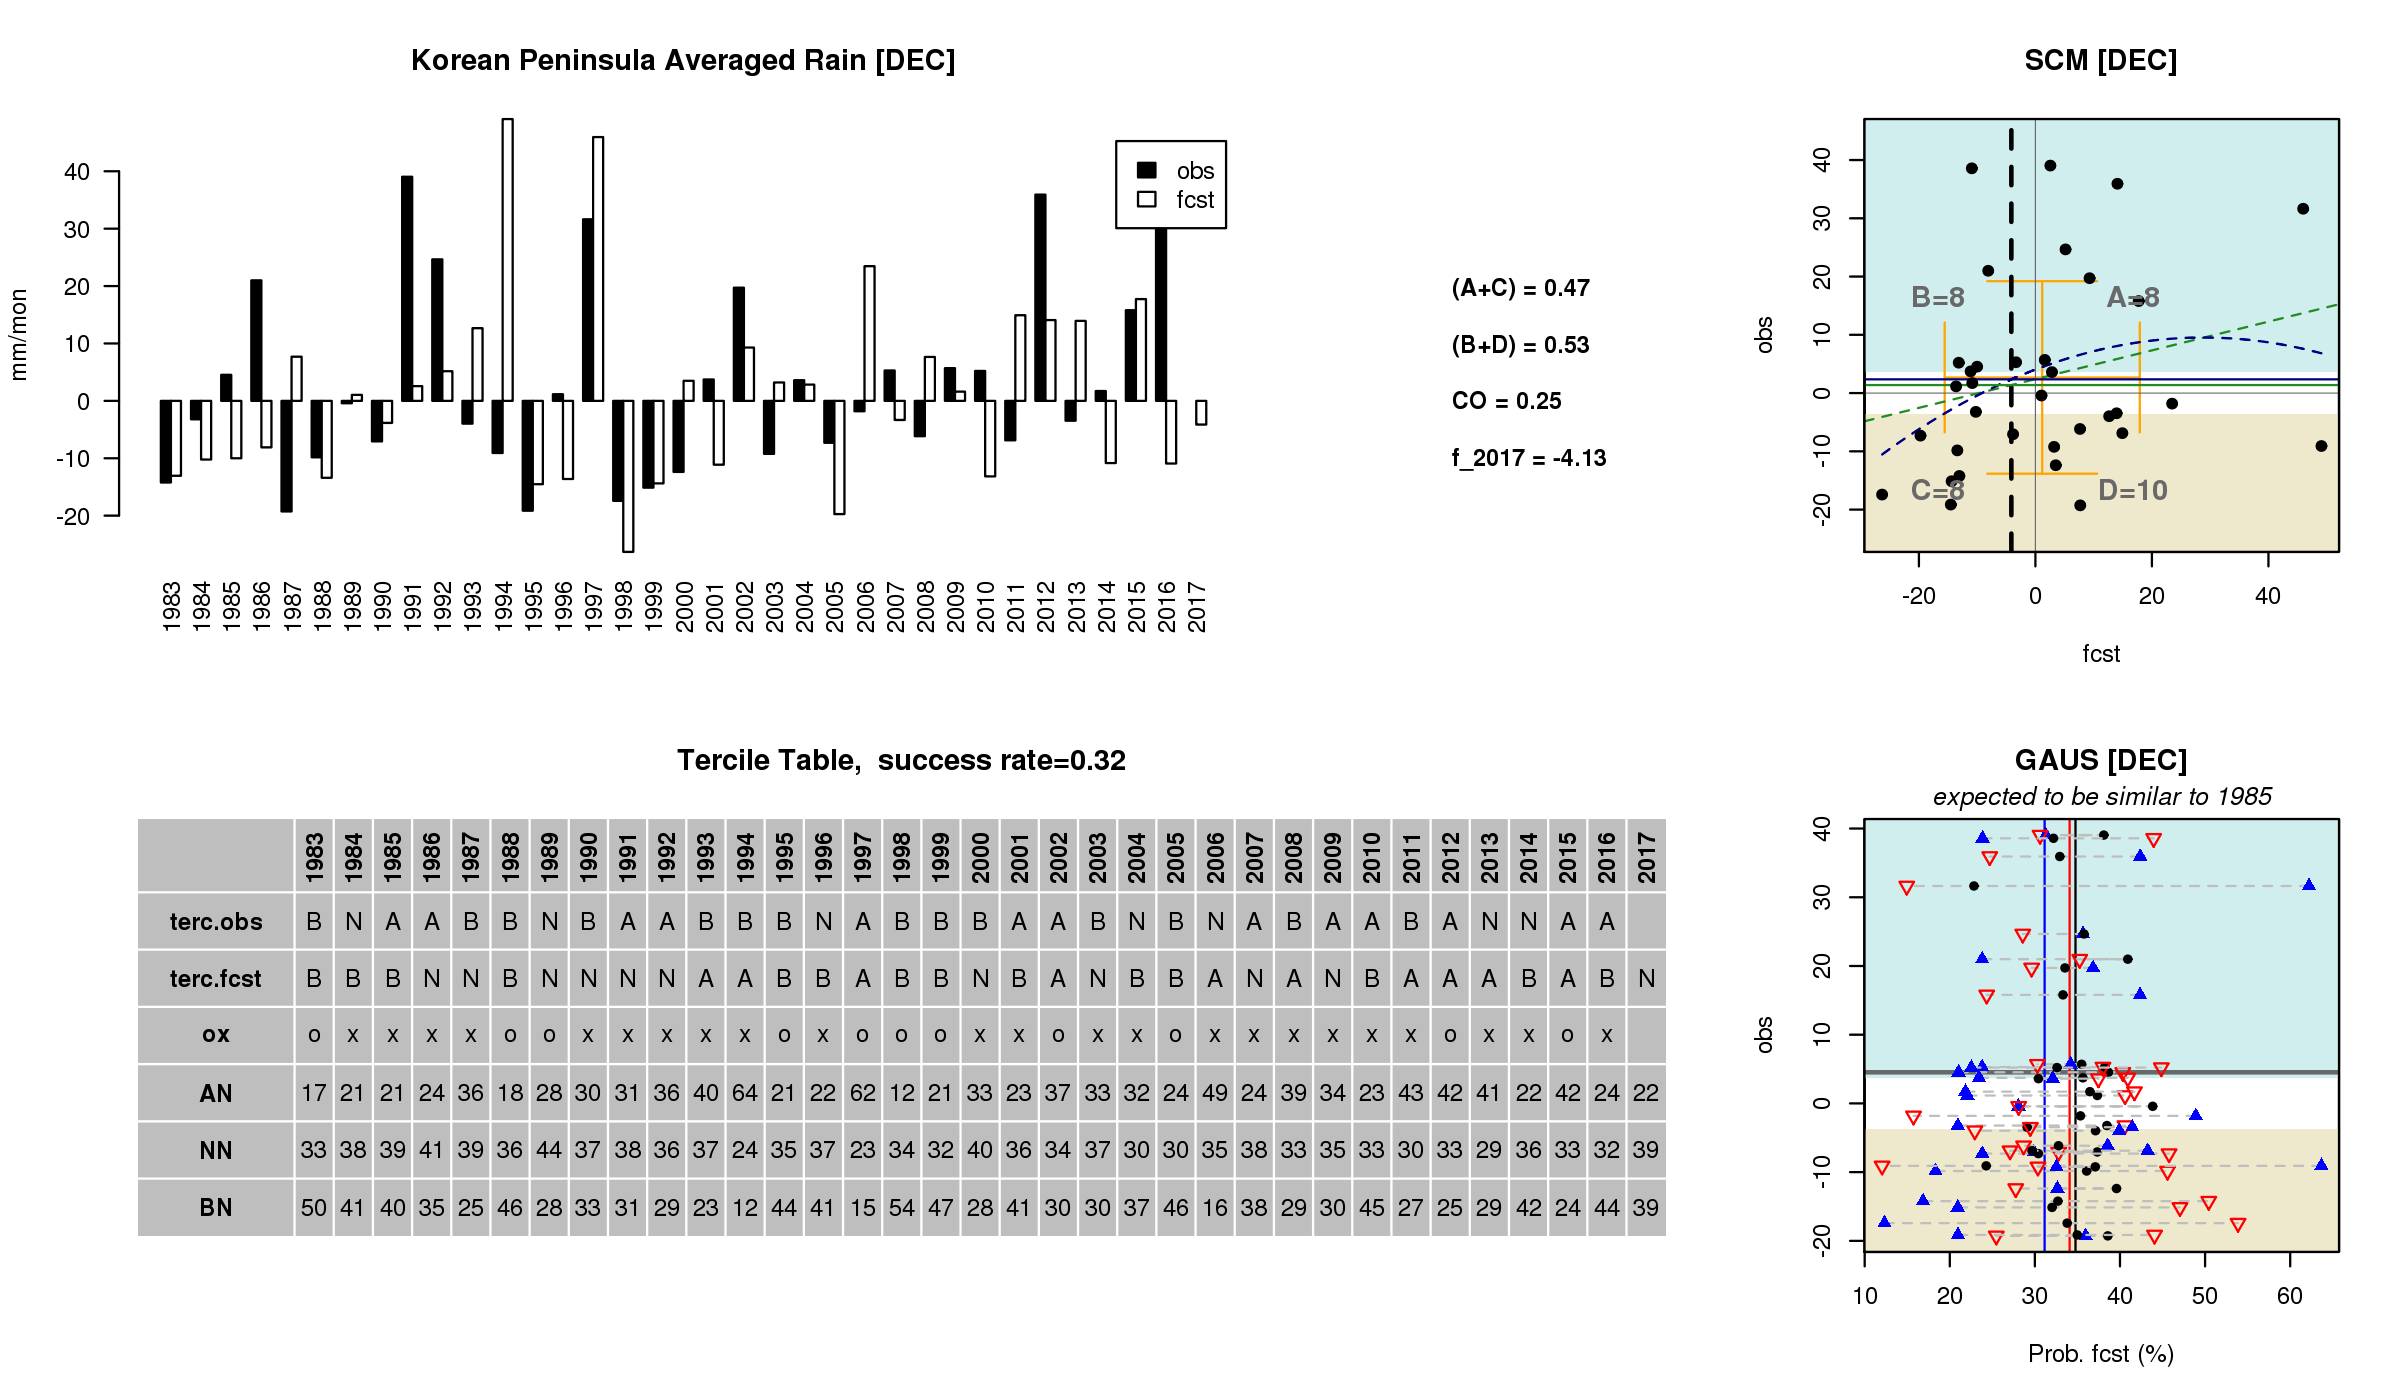 Korean Peninsula Averaged Rain [DEC]
mm/mon
40
30
20
10
0
-10
-20
obs
fcst
1983 1984 1985 1986 1987 1988 1989 1990 1991 1992 1993 1994 1995 1996 1997 1998 1999 2000 2001 2002 2003 2004 2005 2006 2007 2008 2009 2010 2011 2012 2013 2014 2015 2016 2017
(A+C) = 0.47
(B+D) = 0.53
CO = 0.25
f_2017 = -4.13
SCM [DEC]
obs
40
30
20
10
0
-10
-20
B=8 A=8
C=8 D=10
-20 0 20 40
fcst
Tercile Table,  success rate=0.32
1983 1984 1985 1986 1987 1988 1989 1990 1991 1992 1993 1994 1995 1996 1997 1998 1999 2000 2001 2002 2003 2004 2005 2006 2007 2008 2009 2010 2011 2012 2013 2014 2015 2016 2017
terc.obs B N A A B B N B A A B B B N A B B B A A B N B N A B A A B A N N A A
terc.fcst B B B N N B N N N N A A B B A B B N B A N B B A N A N B A A A B A B N
ox o x x x x o o x x x x x o x o o o x x o x x o x x x x x x o x x o x
AN 17 21 21 24 36 18 28 30 31 36 40 64 21 22 62 12 21 33 23 37 33 32 24 49 24 39 34 23 43 42 41 22 42 24 22
NN 33 38 39 41 39 36 44 37 38 36 37 24 35 37 23 34 32 40 36 34 37 30 30 35 38 33 35 33 30 33 29 36 33 32 39
BN 50 41 40 35 25 46 28 33 31 29 23 12 44 41 15 54 47 28 41 30 30 37 46 16 38 29 30 45 27 25 29 42 24 44 39
GAUS [DEC]
expected to be similar to 1985
obs
40
30
20
10
0
-10
-20
10 20 30 40 50 60
Prob. fcst (%)